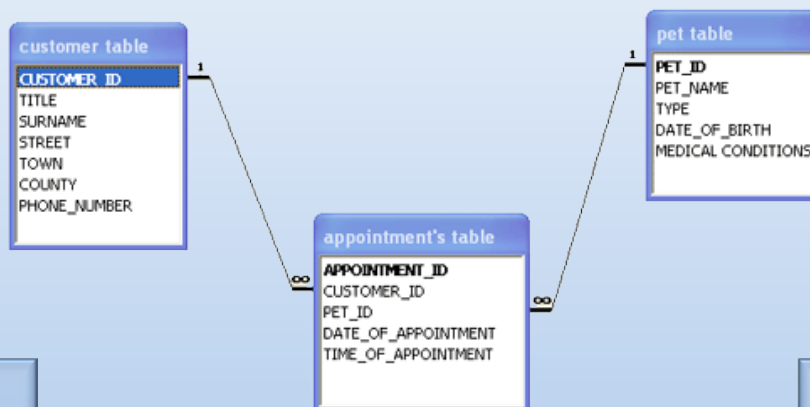 customer table
CUSTOMER_ID
TITLE
SURNAME
STREET
TOWN
COUNTY
PHONE_NUMBER
1
∞
appointment's table
APPOINTMENT_ID
CUSTOMER_ID
PET_ID
DATE_OF_APPOINTMENT
TIME_OF_APPOINTMENT
∞
1
pet table
PET_ID
PET_NAME
TYPE
DATE_OF_BIRTH
MEDICAL CONDITIONS